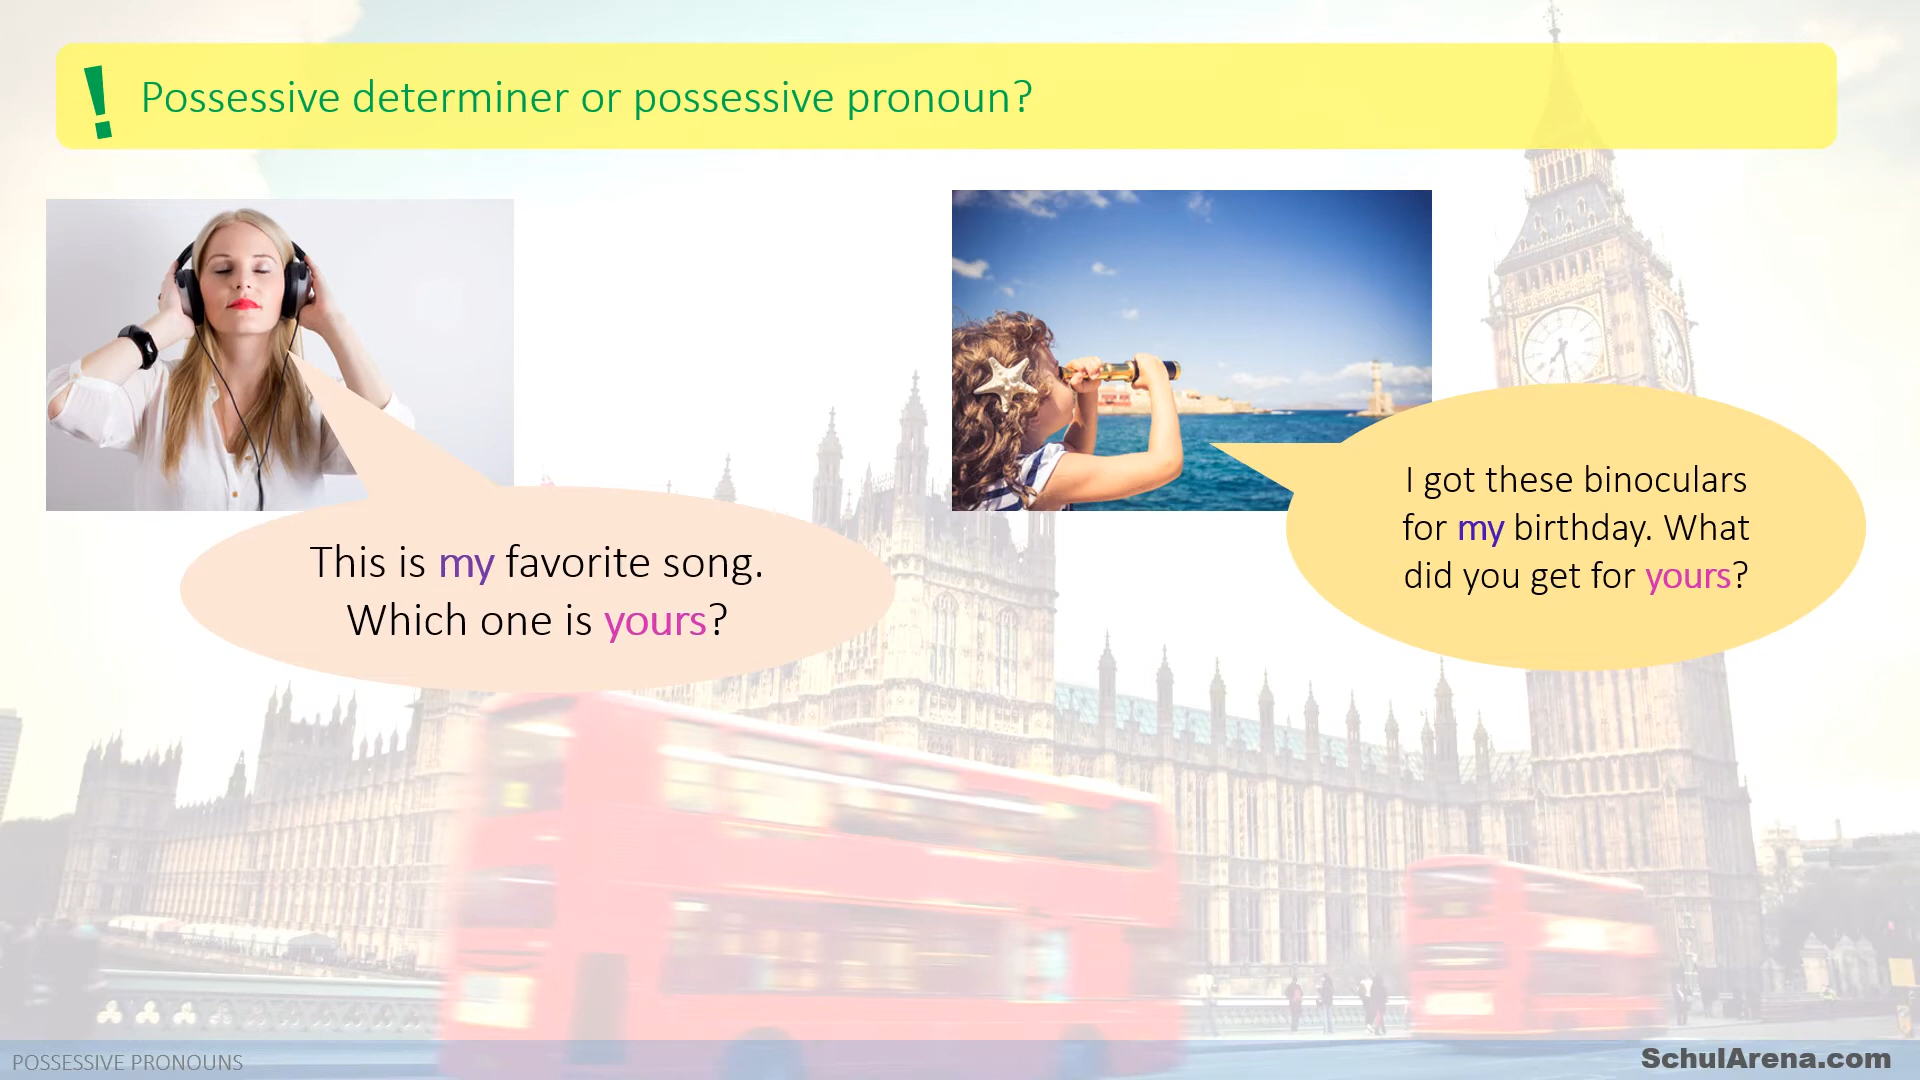 ! Possessive determiner or possessive pronoun?
This is my favorite song.
Which one is yours?
I got these binoculars
for my birthday. What
did you get for yours?
POSSESSIVE PRONOUNS
SchulArena.com